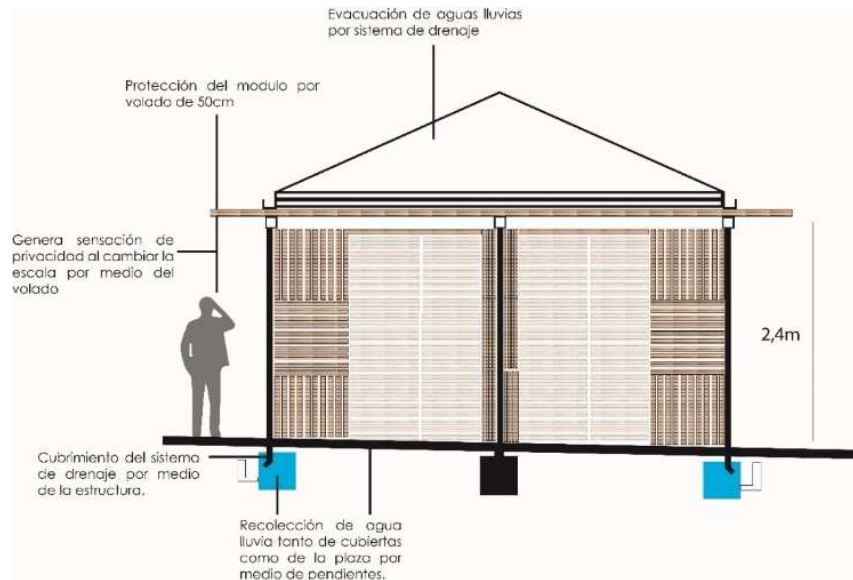 Evacuación de aguas lluvias
por sistema de drenaje
Protección del modulo por
volado de 50cm
Genera sensación de
privacidad al cambiar la
escala por medio del
volado
2,4m
Cubrimiento del sistema
de drenaje por medio
de la estructura.
Recolección de agua
lluvia tanto de cubiertas
como de la plaza por
medio de pendientes.